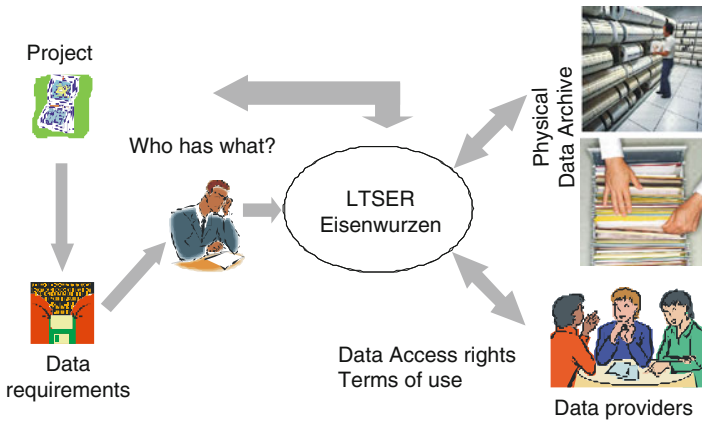 Project
Who has what?
LTSER
Eisenwurzen
Physical
Data Archive
Data
requirements
Data Access rights
Terms of use
Data providers